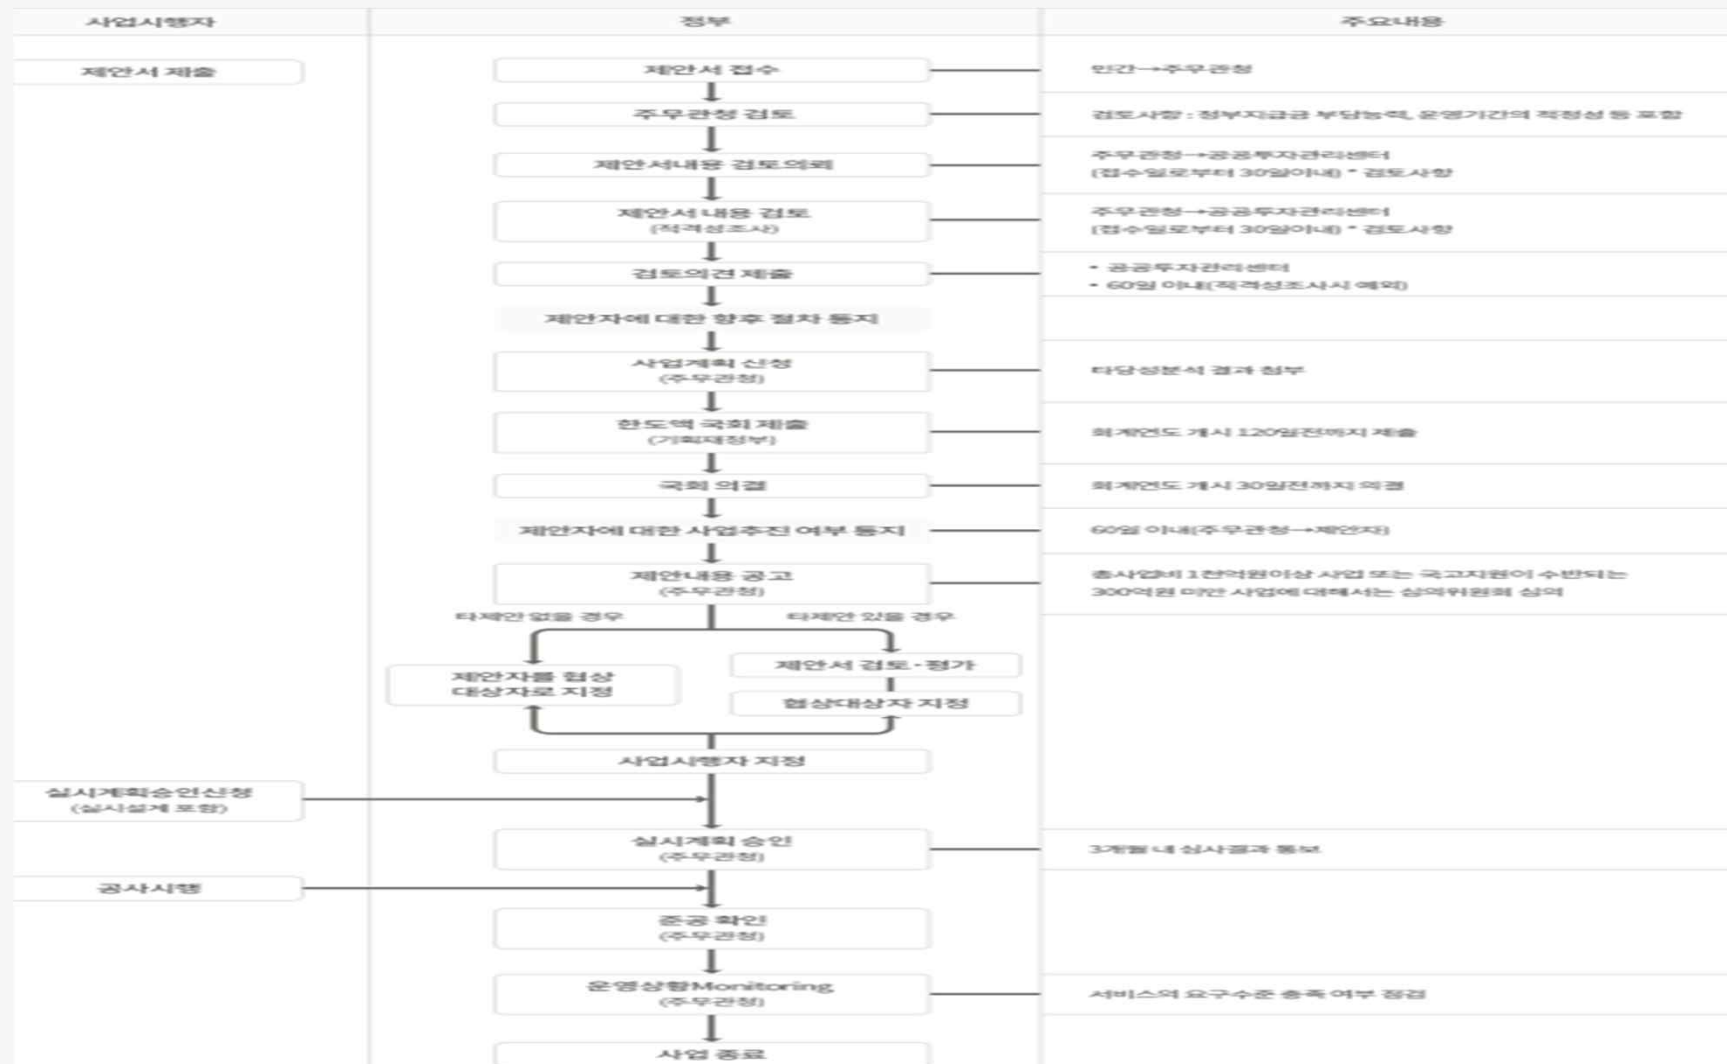 사업시행자
정부
주요내용
제안서 제출
제안서 접수
민간→주무관청
주무관청 검토
검토사항 : 정부지급금 부담능력, 운영기간의 적정성 등 포함
제안서내용 검토의뢰
주무관청→공공투자관리센터
(접수일로부터 30일이내) * 검토사항
제안서 내용 검토
(적격성조사)
주무관청→공공투자관리센터
(접수일로부터 30일이내) * 검토사항
검토의견 제출
• 공공투자관리센터
• 60일 이내(적격성조사시 예외)
제안자에 대한 향후 절차 통지
사업계획 신청
(주무관청)
타당성분석 결과 첨부
한도액 국회 제출
(기획재정부)
회계연도 개시 120일전까지 제출
국회 의결
회계연도 개시 30일전까지 의결
제안자에 대한 사업추진 여부 통지
60일 이내(주무관청→제안자)
제안내용 공고
(주무관청)
총사업비 1천억원이상 사업 또는 국고지원이 수반되는
300억원 미만 사업에 대해서는 심의위원회 심의
타제안 없을 경우
타제안 있을 경우
제안자를 협상
대상자로 지정
제안서 검토·평가
협상대상자 지정
사업시행자 지정
실시계획승인신청
(실시설계 포함)
실시계획 승인
(주무관청)
3개월 내 심사결과 통보
공사시행
준공 확인
(주무관청)
운영상황Monitoring
(주무관청)
서비스의 요구수준 충족 여부 점검
사업 종료